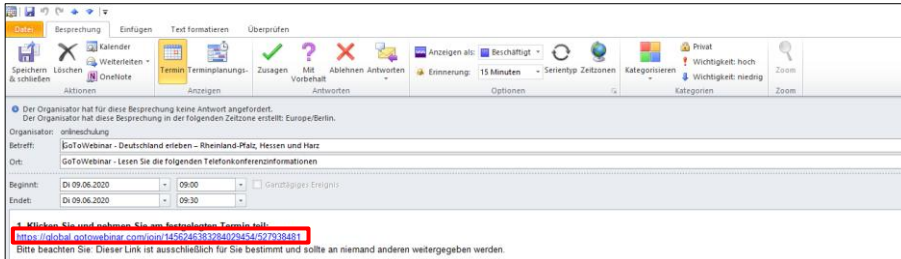 Datei Besprechung Einfügen Text formatieren Überprüfen
Speichern & schließen
Löschen
Kalender
Weiterleiten
OneNote
Aktionen
Termin
Terminplanungs-
Anzeigen
Zusagen
Mit Vorbehalt
Ablehnen
Antworten
Antworten
Anzeigen als: Beschäftigt
Erinnerung: 15 Minuten
Serientyp
Zeitzonen
Optionen
Kategorisieren
Privat
Wichtigkeit: hoch
Wichtigkeit: niedrig
Kategorien
Zoom
Zoom
Der Organisator hat für diese Besprechung keine Antwort angefordert.
Der Organisator hat diese Besprechung in der folgenden Zeitzone erstellt: Europe/Berlin.
Organisator: onlineschulung
Betreff: GoToWebinar - Deutschland erleben – Rheinland-Pfalz, Hessen und Harz
Ort: GoToWebinar - Lesen Sie die folgenden Telefonkonferenzinformationen
Beginnt: Di 09.06.2020 09:00 Ganztägiges Ereignis
Endet: Di 09.06.2020 09:30
1. Klicken Sie und nehmen Sie am festgelegten Termin teil:
https://global.gotowebinar.com/join/1456246383284029454/527938481
Bitte beachten Sie: Dieser Link ist ausschließlich für Sie bestimmt und sollte an niemand anderen weitergegeben werden.